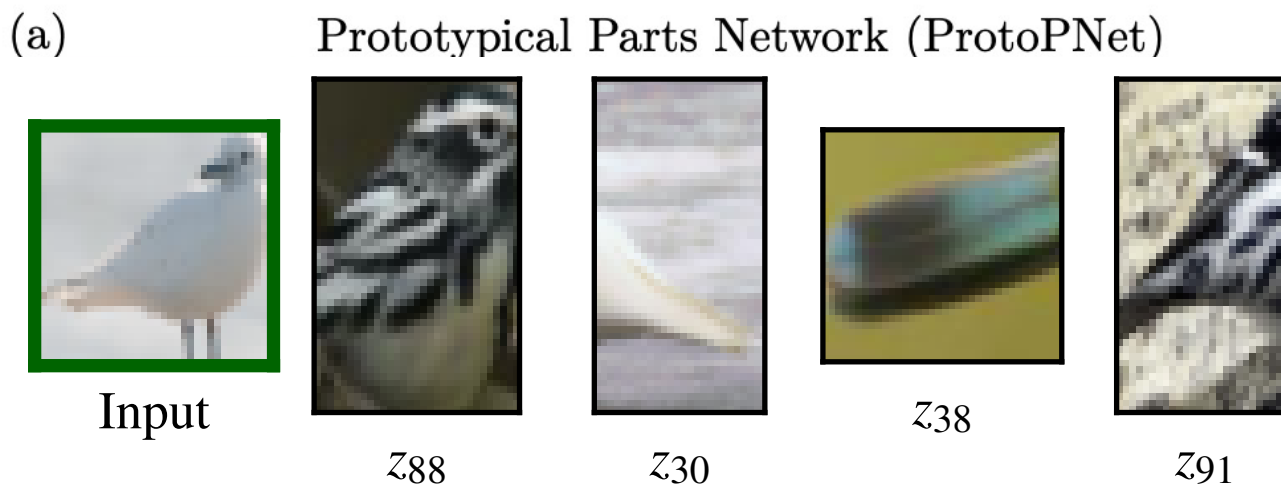 (a) Prototypical Parts Network (ProtoPNet)
Input
z38
z88
z30
z91